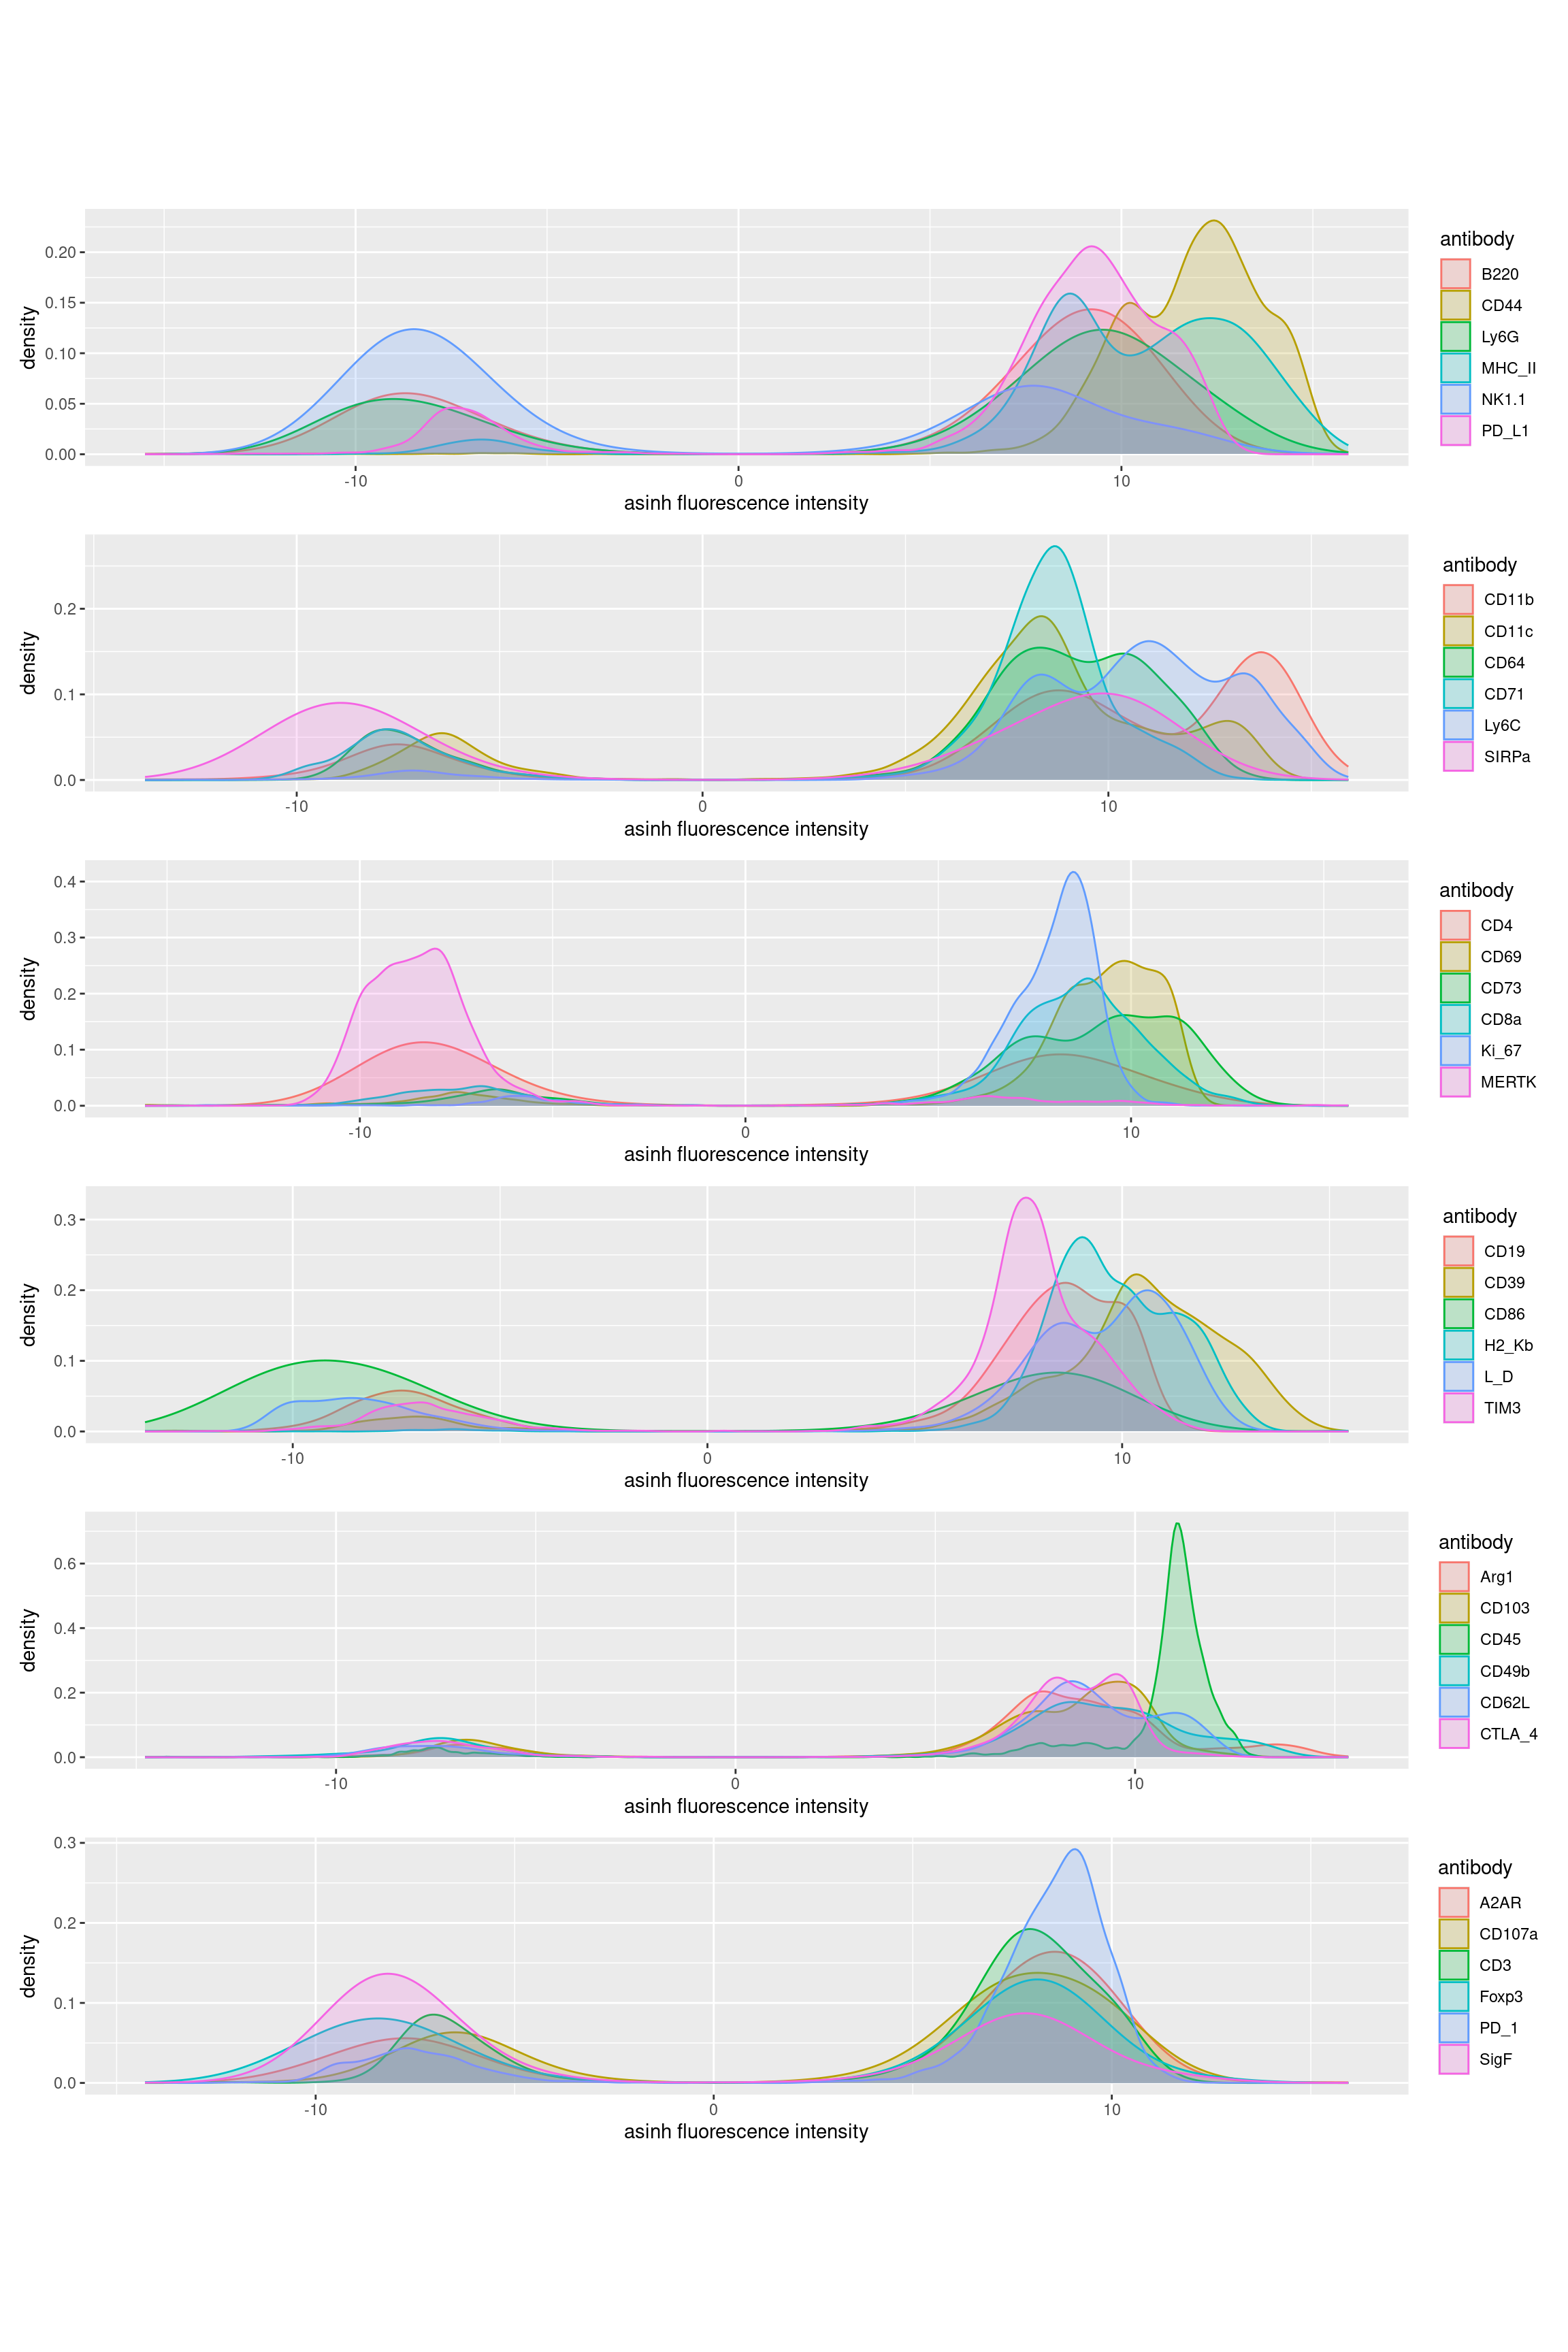 density
0.20
0.15
0.10
0.05
0.00
-10 0 10
asinh fluorescence intensity
antibody
B220
CD44
Ly6G
MHC_II
NK1.1
PD_L1
density
0.2
0.1
0.0
-10 0 10
asinh fluorescence intensity
antibody
CD11b
CD11c
CD64
CD71
Ly6C
SIRPa
density
0.4
0.3
0.2
0.1
0.0
-10 0 10
asinh fluorescence intensity
antibody
CD4
CD69
CD73
CD8a
Ki_67
MERTK
density
0.3
0.2
0.1
0.0
-10 0 10
asinh fluorescence intensity
antibody
CD19
CD39
CD86
H2_Kb
L_D
TIM3
density
0.6
0.4
0.2
0.0
-10 0 10
asinh fluorescence intensity
antibody
Arg1
CD103
CD45
CD49b
CD62L
CTLA_4
density
0.3
0.2
0.1
0.0
-10 0 10
asinh fluorescence intensity
antibody
A2AR
CD107a
CD3
Foxp3
PD_1
SigF